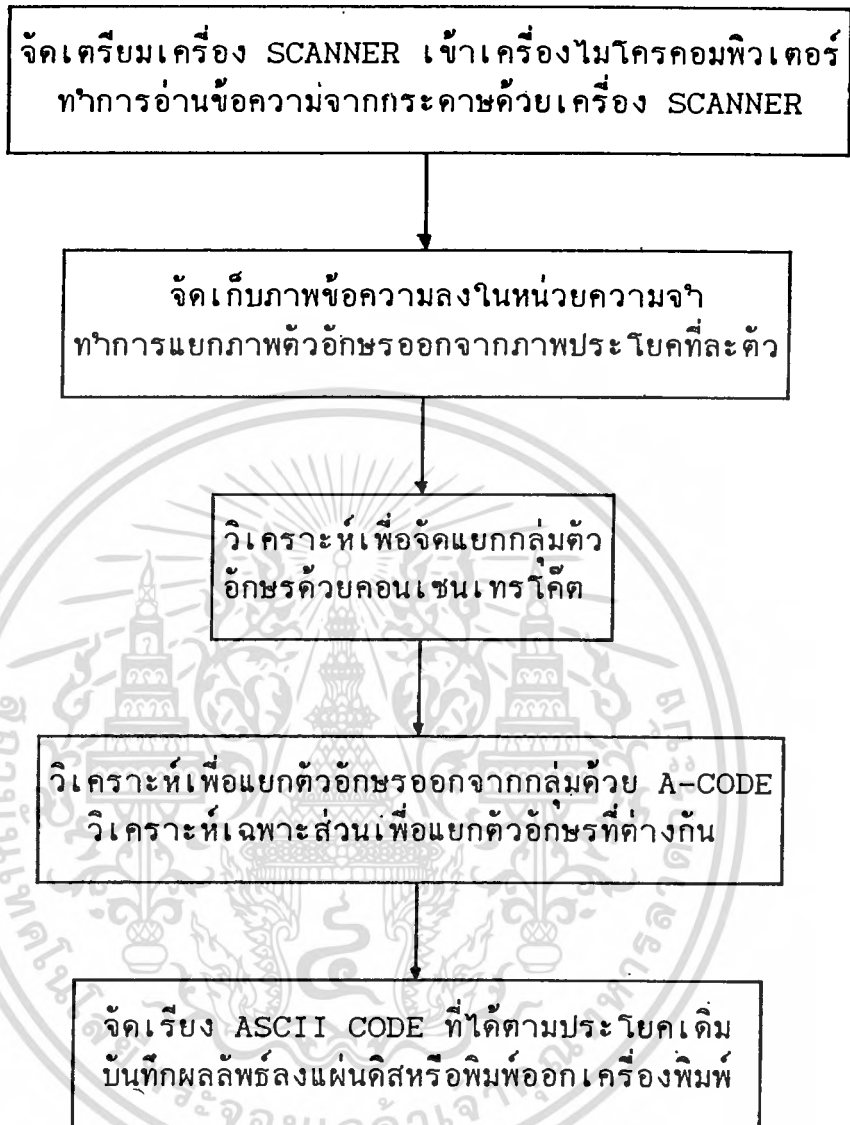 จัดเตรียมเครื่อง SCANNER เข้าเครื่องไมโครคอมพิวเตอร์
ทำการอ่านข้อความจากกระดาษด้วยเครื่อง SCANNER
จัดเก็บภาพข้อความลงในหน่วยความจำ
ทำการแยกภาพตัวอักษรออกจากภาพประโยคที่ละตัว
วิเคราะห์เพื่อจัดแยกกลุ่มตัว
อักษรด้วยคอนเซนเทรโค๊ต
วิเคราะห์เพื่อแยกตัวอักษรออกจากกลุ่มด้วย A-CODE
วิเคราะห์เฉพาะส่วนเพื่อแยกตัวอักษรที่ต่างกัน
จัดเรียง ASCII CODE ที่ได้ตามประโยคเดิม
บันทึกผลลัพธ์ลงแผ่นดิสหรือพิมพ์ออกเครื่องพิมพ์